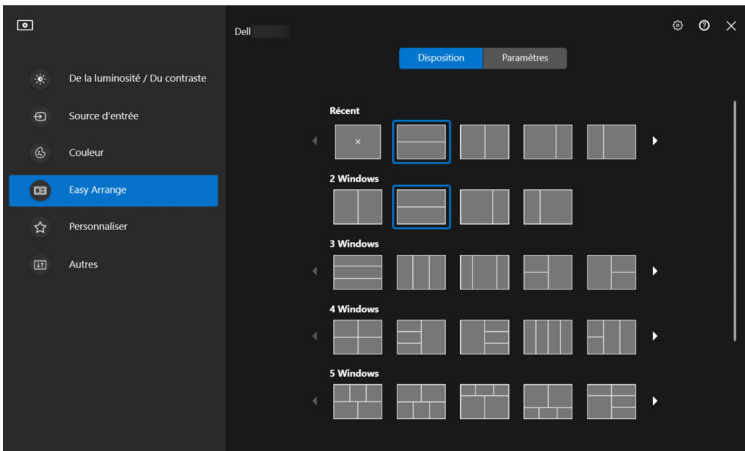 Dell
Disposition
Paramètres
De la luminosité / Du contraste
Source d'entrée
Couleur
Easy Arrange
Personnaliser
Autres
Récent
2 Windows
3 Windows
4 Windows
5 Windows